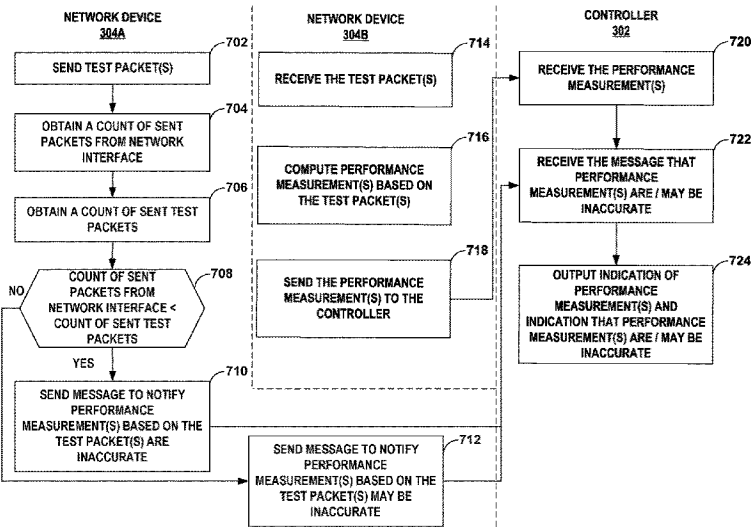 NETWORK DEVICE
304A
702
SEND TEST PACKET(S)
704
OBTAIN A COUNT OF SENT
PACKETS FROM NETWORK
INTERFACE
706
OBTAIN A COUNT OF SENT TEST
PACKETS
708
COUNT OF SENT
PACKETS FROM
NETWORK INTERFACE <
COUNT OF SENT TEST
PACKETS
NO
YES
710
SEND MESSAGE TO NOTIFY
PERFORMANCE
MEASUREMENT(S) BASED ON THE
TEST PACKET(S) ARE
INACCURATE
712
SEND MESSAGE TO NOTIFY
PERFORMANCE
MEASUREMENT(S) BASED ON THE
TEST PACKET(S) MAY BE
INACCURATE
NETWORK DEVICE
304B
714
RECEIVE THE TEST PACKET(S)
716
COMPUTE PERFORMANCE
MEASUREMENT(S) BASED ON
THE TEST PACKET(S)
718
SEND THE PERFORMANCE
MEASUREMENT(S) TO THE
CONTROLLER
CONTROLLER
302
720
RECEIVE THE PERFORMANCE
MEASUREMENT(S)
722
RECEIVE THE MESSAGE THAT
PERFORMANCE
MEASUREMENT(S) ARE / MAY BE
INACCURATE
724
OUTPUT INDICATION OF
PERFORMANCE
MEASUREMENT(S) AND
INDICATION THAT PERFORMANCE
MEASUREMENT(S) ARE / MAY BE
INACCURATE